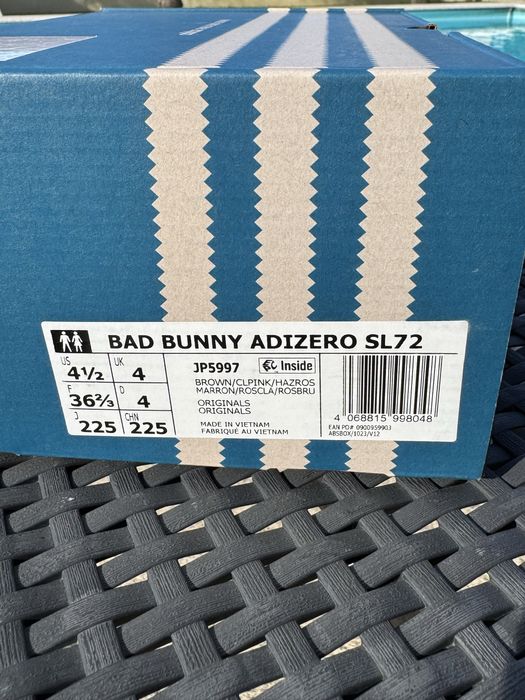 BAD BUNNY ADIZERO SL72
US
4½
UK
4
F
36⅔
D
4
J
225
CHN
225
JP5997
Inside
BROWN/CLPINK/HAZROS
MARRON/ROSCLA/ROSBRU
ORIGINALS
ORIGINALS
MADE IN VIETNAM
FABRIQUÉ AU VIETNAM
4 068815 998048
EAN PO# 0900959903
ABSBOX/1023/V12